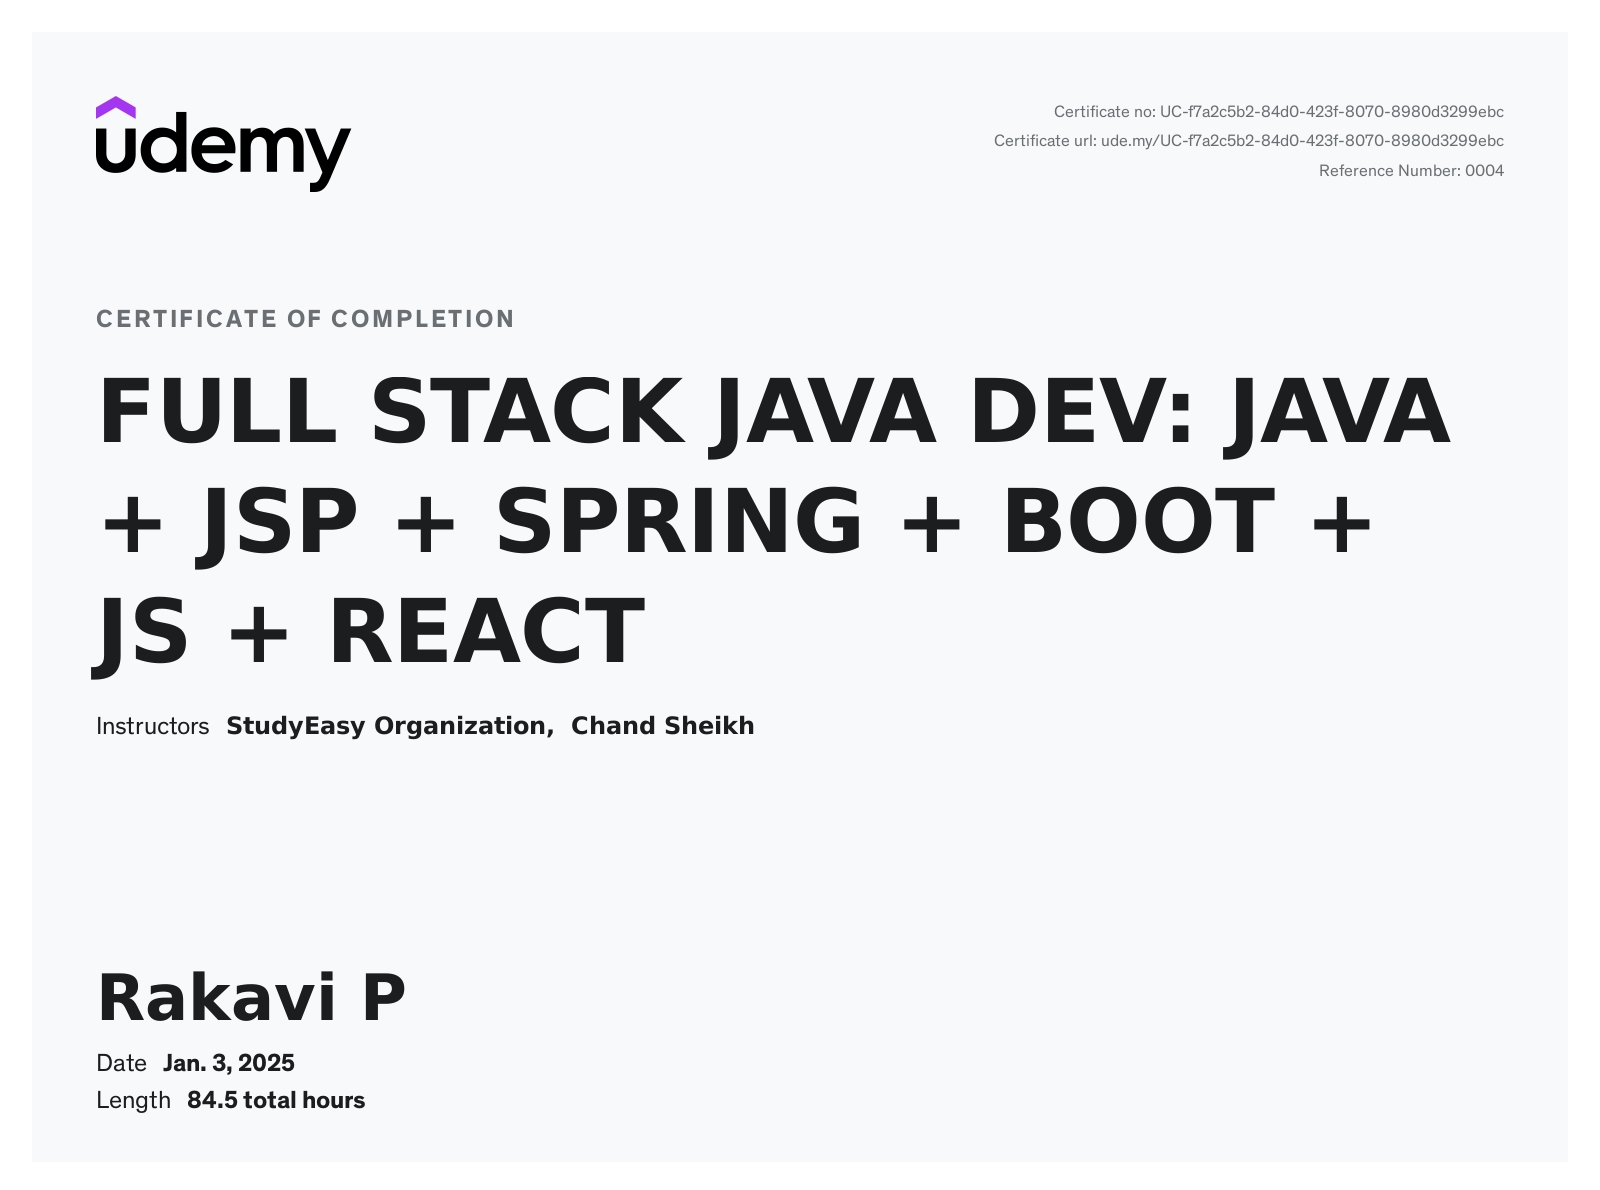 udemy
Certificate no: UC-f7a2c5b2-84d0-423f-8070-8980d3299ebc
Certificate url: ude.my/UC-f7a2c5b2-84d0-423f-8070-8980d3299ebc
Reference Number: 0004
CERTIFICATE OF COMPLETION
FULL STACK JAVA DEV: JAVA
+ JSP + SPRING + BOOT +
JS + REACT
Instructors StudyEasy Organization, Chand Sheikh
Rakavi P
Date Jan. 3, 2025
Length 84.5 total hours